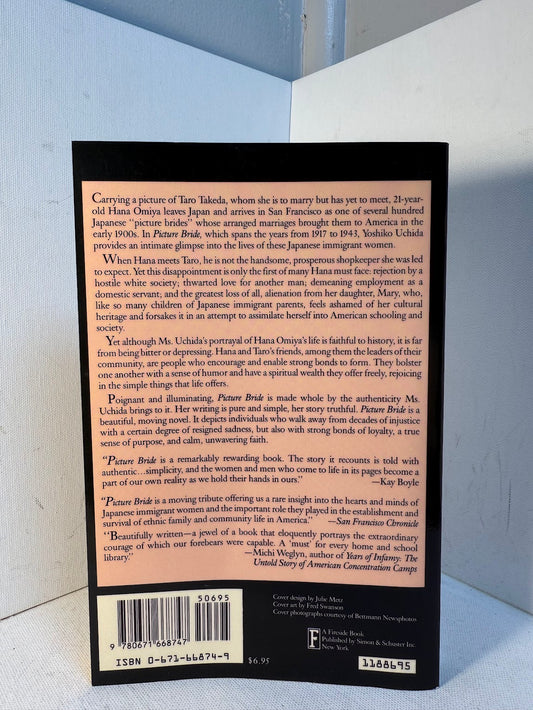 Carrying a picture of Taro Takeda, whom she is to marry but has yet to meet, 21-year-
old Hana Omiya leaves Japan and arrives in San Francisco as one of several hundred
Japanese "picture brides" whose arranged marriages brought them to America in the
early 1900s. In Picture Bride, which spans the years from 1917 to 1943, Yoshiko Uchida
provides an intimate glimpse into the lives of these Japanese immigrant women.
When Hana meets Taro, he is not the handsome, prosperous shopkeeper she was led
to expect. Yet this disappointment is only the first of many Hana must face: rejection by a
hostile white society; thwarted love for another man; demeaning employment as a
domestic servant; and the greatest loss of all, alienation from her daughter, Mary, who,
like so many children of Japanese immigrant parents, feels ashamed of her cultural
heritage and forsakes it in an attempt to assimilate herself into American schooling and
society.
Yet although Ms. Uchida's portrayal of Hana Omiya's life is faithful to history, it is far
from being bitter or depressing. Hana and Taro's friends, among them the leaders of their
community, are people who encourage and enable strong bonds to form. They bolster
one another with a sense of humor and have a spiritual wealth they offer freely, rejoicing
in the simple things that life offers.
Poignant and illuminating, Picture Bride is made whole by the authenticity Ms.
Uchida brings to it. Her writing is pure and simple, her story truthful. Picture Bride is a
beautiful, moving novel. It depicts individuals who walk away from decades of injustice
with a certain degree of resigned sadness, but also with strong bonds of loyalty, a true
sense of purpose, and calm, unwavering faith.
"Picture Bride is a remarkably rewarding book. The story it recounts is told with
authentic...simplicity, and the women and men who come to life in its pages become a
part of our own reality as we hold their hands in ours." —Kay Boyle
"Picture Bride is a moving tribute offering us a rare insight into the hearts and minds of
Japanese immigrant women and the important role they played in the establishment and
survival of ethnic family and community life in America." —San Francisco Chronicle
"Beautifully written—a jewel of a book that eloquently portrays the extraordinary
courage of which our forebears were capable. A 'must' for every home and school
library." —Michi Weglyn, author of Years of Infamy: The
Untold Story of American Concentration Camps
50695
9 780671 668747
ISBN 0-671-66874-9
$6.95
Cover design by Julie Metz
Cover art by Fred Swanson
Cover photographs courtesy of Bettmann Newsphotos
F
A Fireside Book
Published by Simon & Schuster Inc.
New York
1188695